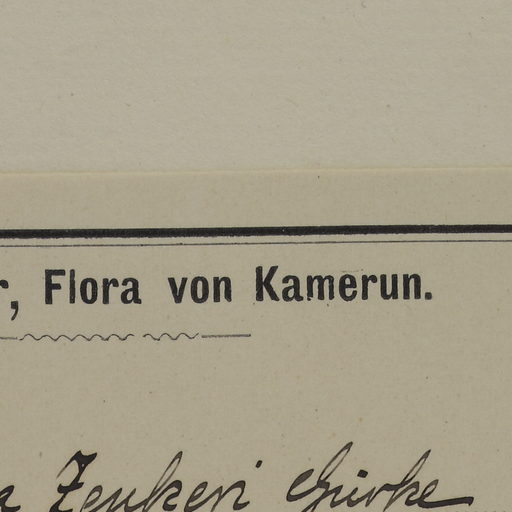 r, Flora von Kamerun.
a Zenkeri Gürke